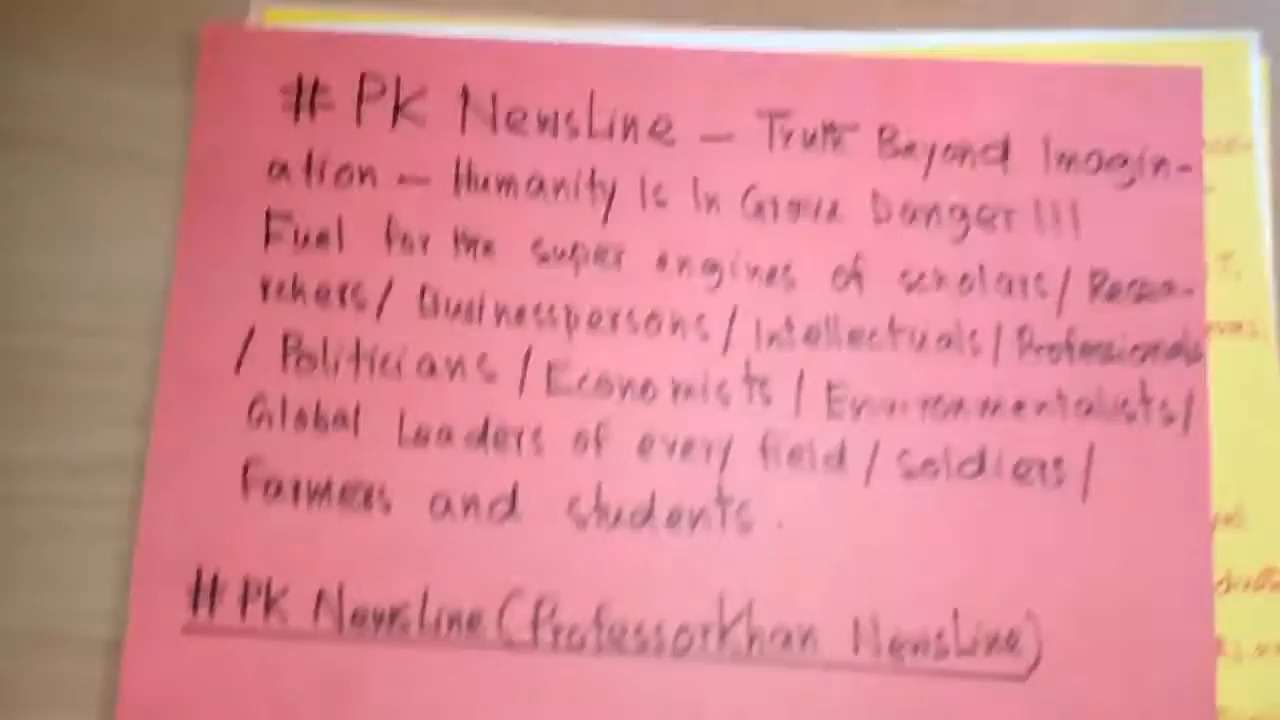 # PK NewsLine – Truth Beyond Imagin-
ation – Humanity Is In Grave Danger!!!
Fuel for the super engines of scholars/ Resea-
rchers/ Businesspersons/ Intellectuals/ Professionals
/ Politicians / Economists / Environmentalists/
Global Leaders of every field / soldiers /
Farmers and students.
# PK NewsLine (ProfessorKhan NewsLine)